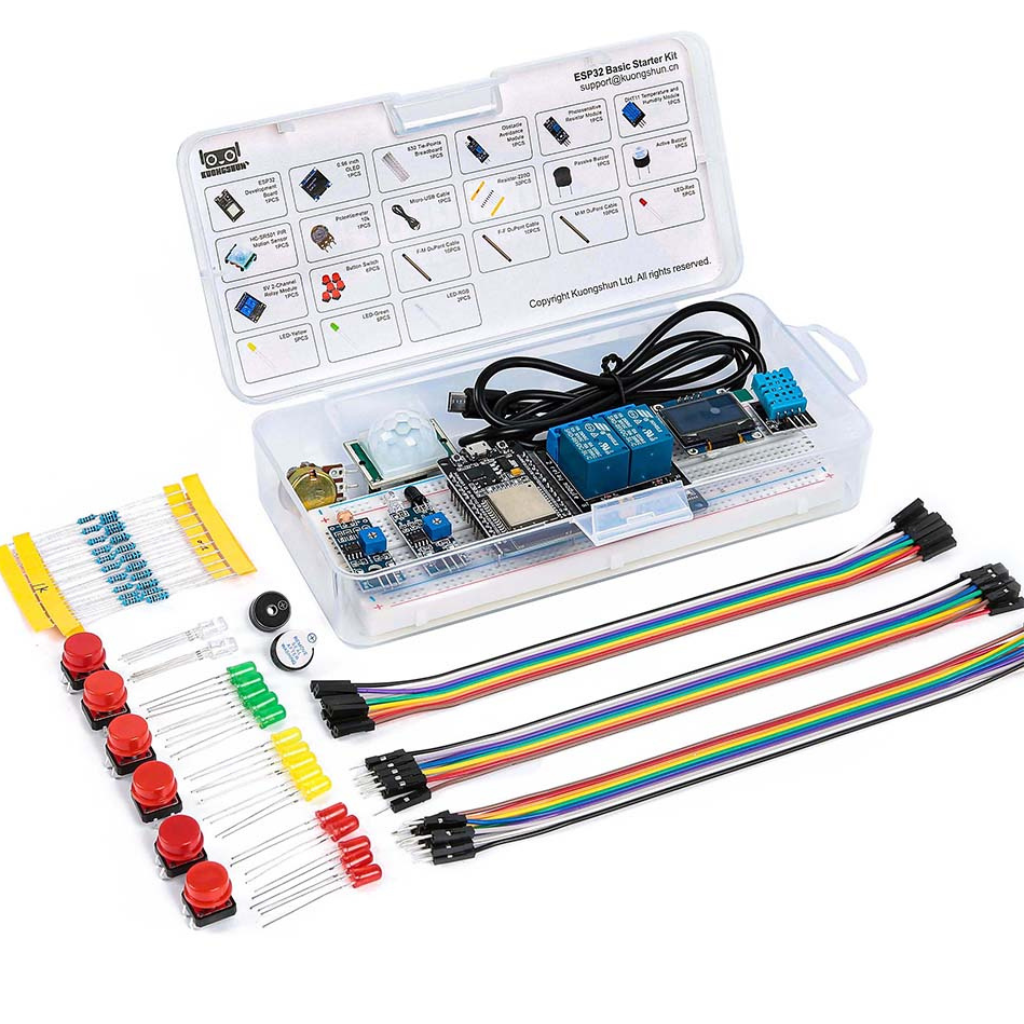 ESP32 Basic Starter Kit
support@kuongshun.cn
KUONGSHUN
ESP32
Development
Board
1PCS
0.96 inch
OLED
1PCS
830 Tie-Points
Breadboard
1PCS
Obstacle
Avoidance
Module
1PCS
Photosensitive
Resistor Module
1PCS
DHT11 Temperature and
Humidity Module
1PCS
HC-SR501 PIR
Motion Sensor
1PCS
Potentiometer
10k
1PCS
Micro-USB Cable
1PCS
Passive Buzzer
1PCS
Active Buzzer
1PCS
5V 2-Channel
Relay Module
1PCS
Button Switch
F-M DuPont Cable
10PCS
F-F DuPont Cable
10PCS
M-M DuPont Cable
10PCS
LED-Red
5PCS
LED-Yellow
5PCS
LED-Green
5PCS
LED-RGB
2PCS
Copyright Kuongshun Ltd. All rights reserved.
1k
REMOVE
SEAL
AFTER
WASHING